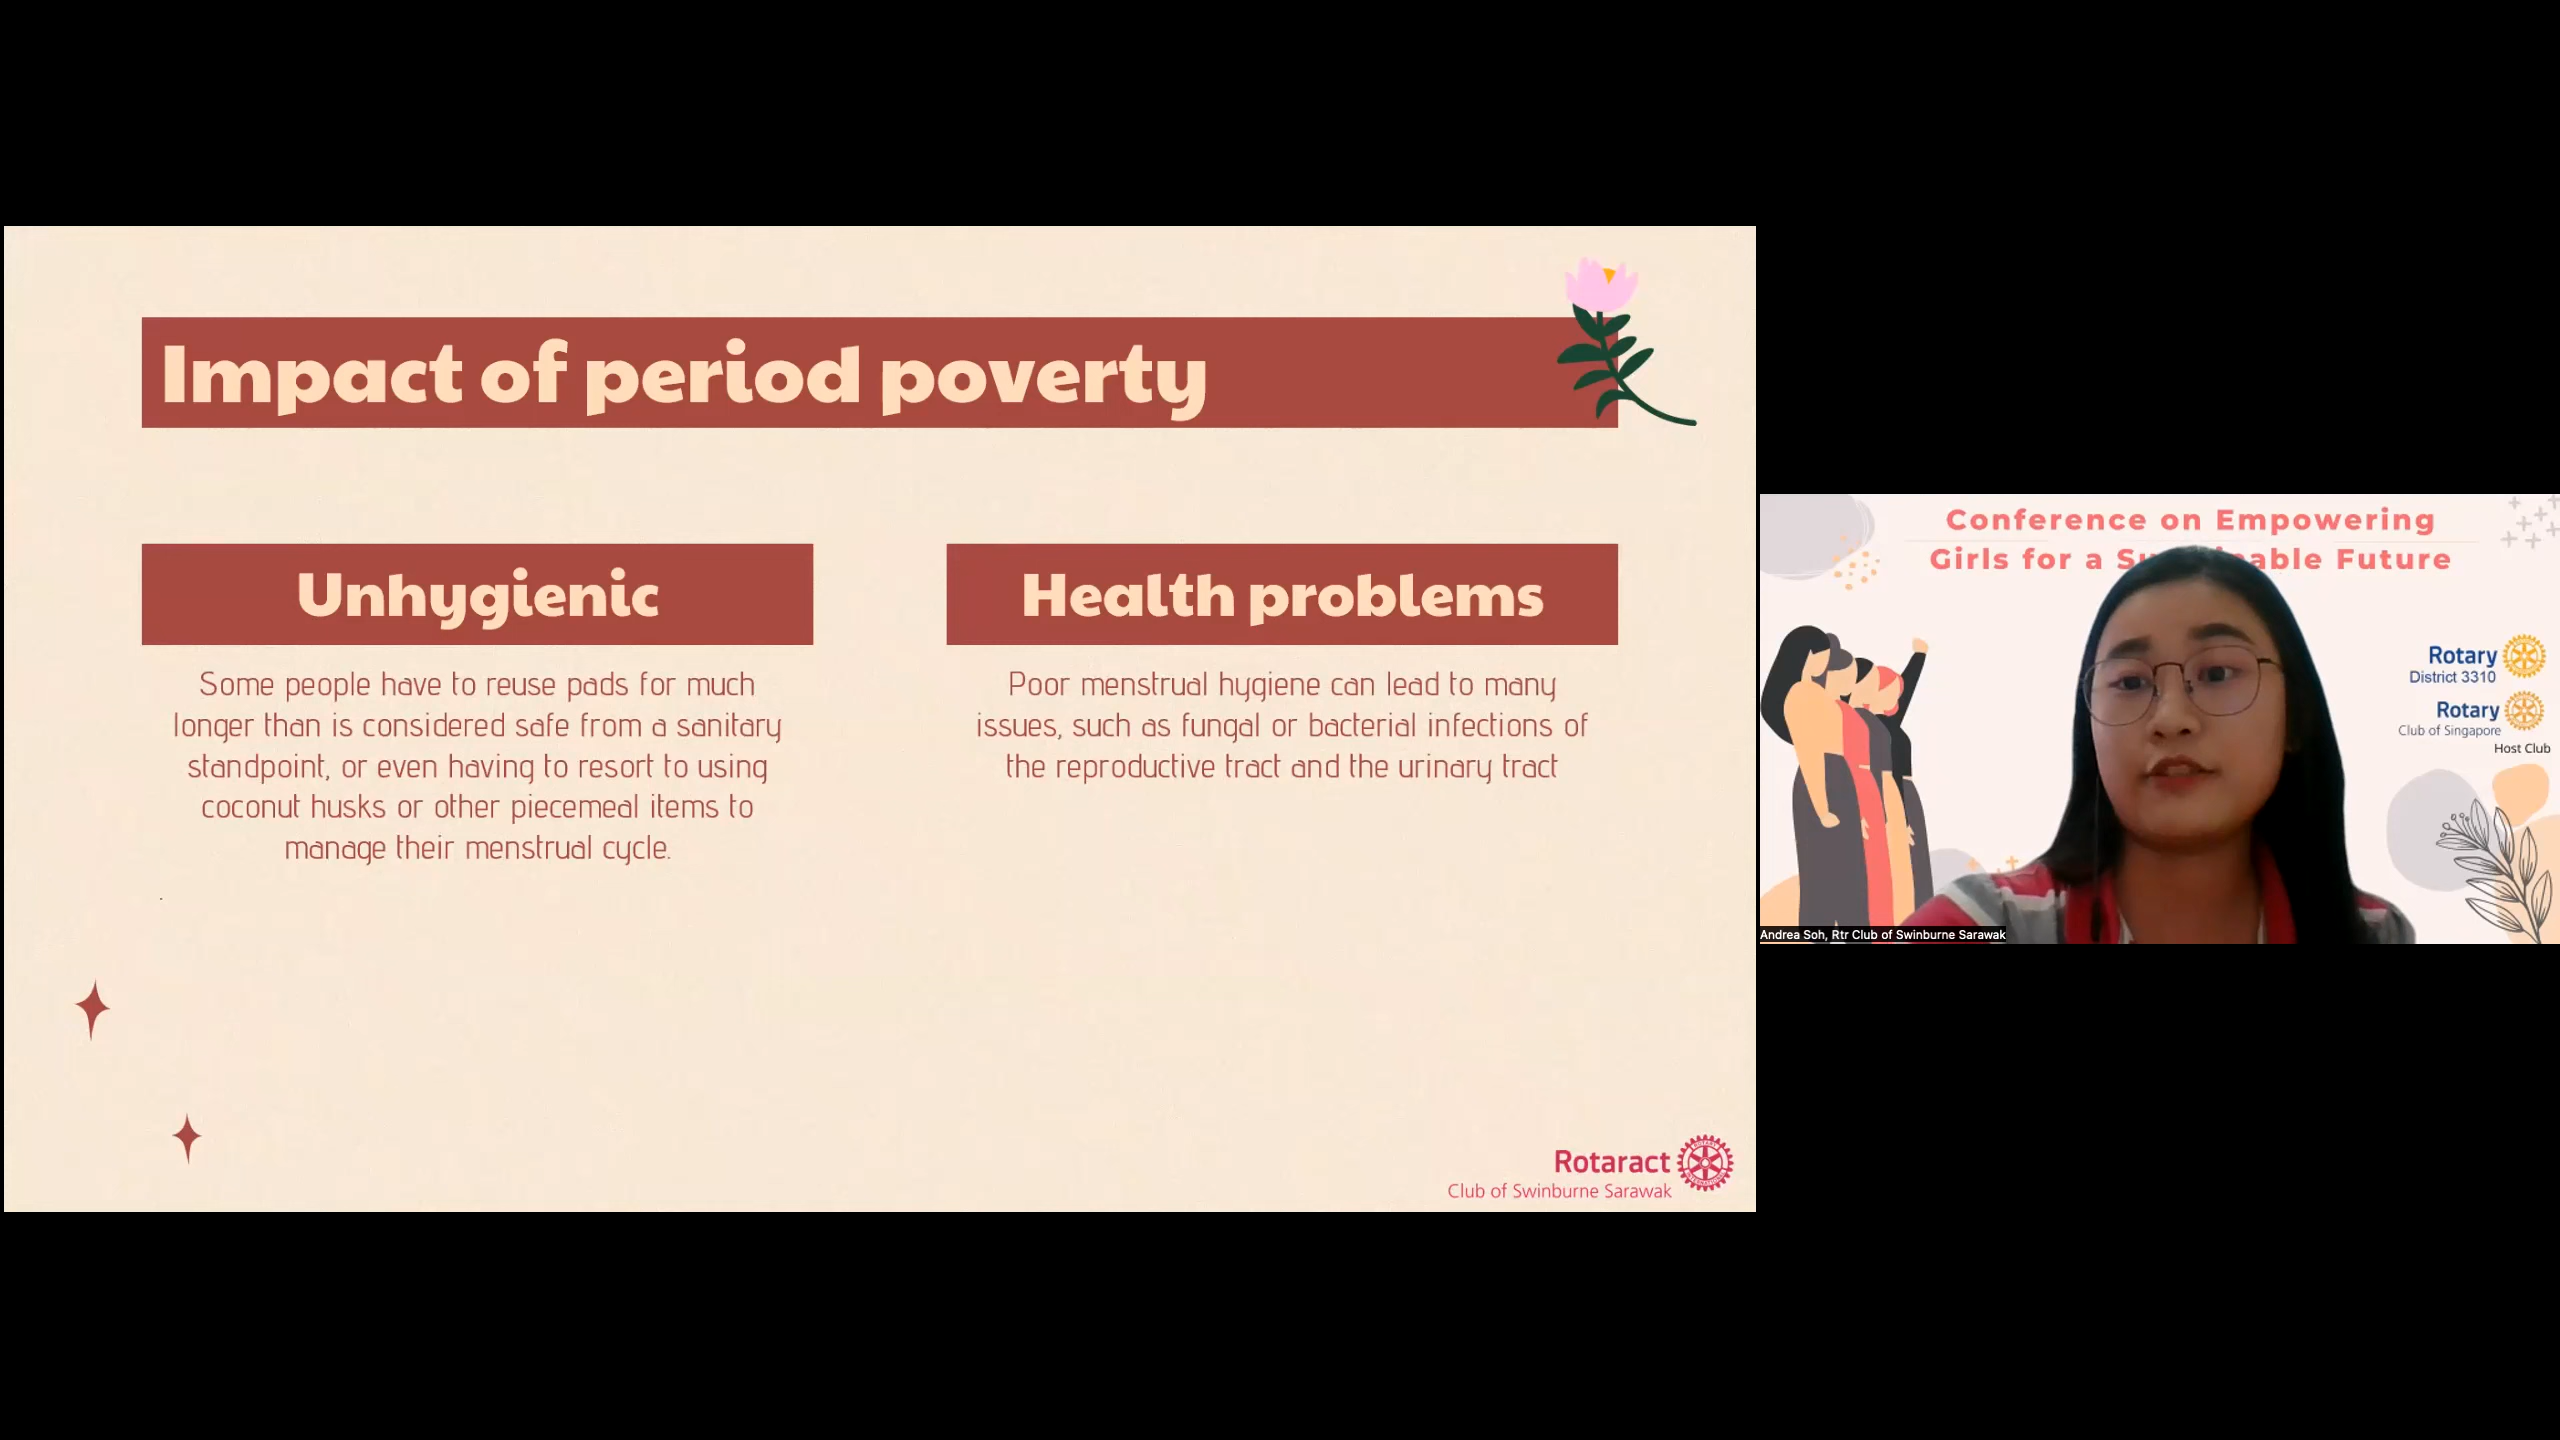 Impact of period poverty
Unhygienic
Some people have to reuse pads for much
longer than is considered safe from a sanitary
standpoint, or even having to resort to using
coconut husks or other piecemeal items to
manage their menstrual cycle.
Health problems
Poor menstrual hygiene can lead to many
issues, such as fungal or bacterial infections of
the reproductive tract and the urinary tract
Rotaract
Club of Swinburne Sarawak
Conference on Empowering
Girls for a S able Future
Rotary
District 3310
Rotary
Club of Singapore
Host Club
Andrea Soh, Rtr Club of Swinburne Sarawak